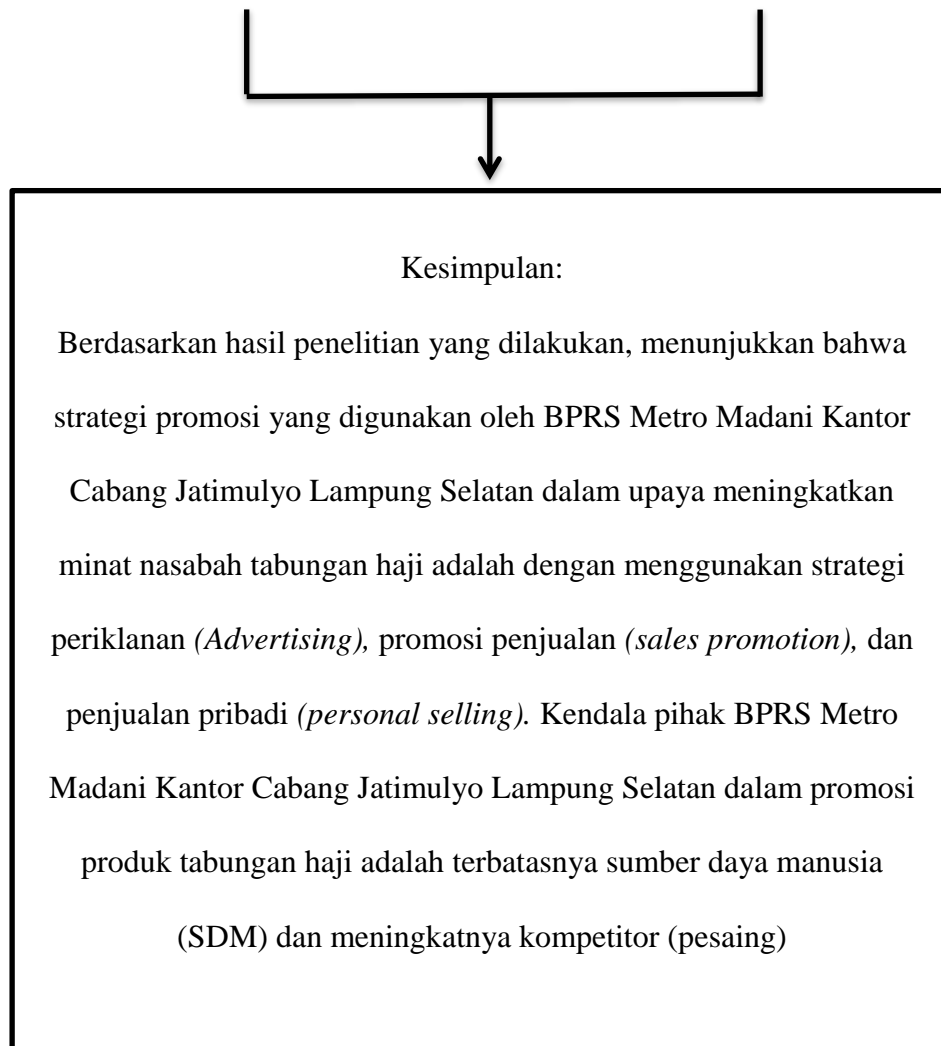 Kesimpulan:
Berdasarkan hasil penelitian yang dilakukan, menunjukkan bahwa
strategi promosi yang digunakan oleh BPRS Metro Madani Kantor
Cabang Jatimulyo Lampung Selatan dalam upaya meningkatkan
minat nasabah tabungan haji adalah dengan menggunakan strategi
periklanan (Advertising), promosi penjualan (sales promotion), dan
penjualan pribadi (personal selling). Kendala pihak BPRS Metro
Madani Kantor Cabang Jatimulyo Lampung Selatan dalam promosi
produk tabungan haji adalah terbatasnya sumber daya manusia
(SDM) dan meningkatnya kompetitor (pesaing)